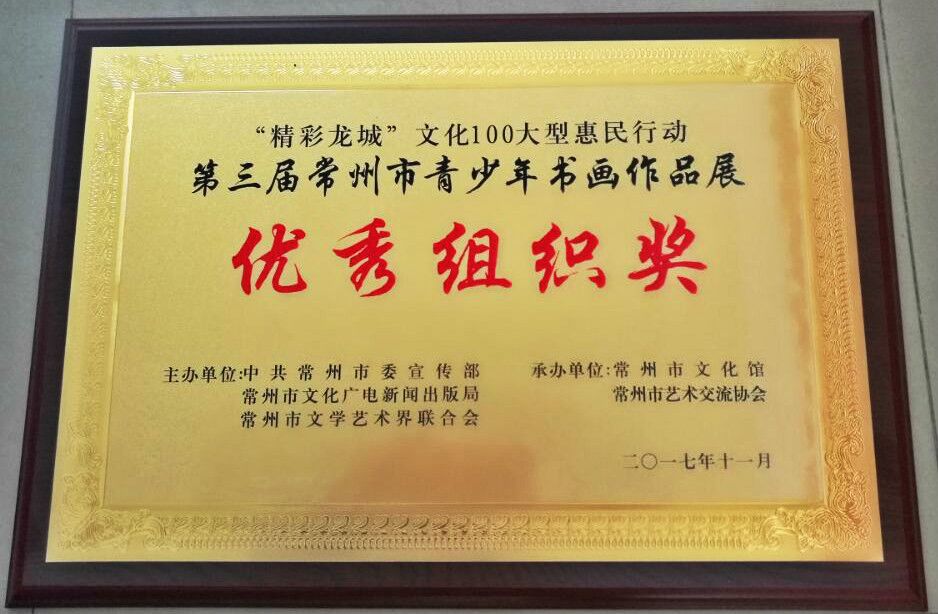 “精彩龙城”文化100大型惠民行动
第三届常州市青少年书画作品展
优秀组织奖
主办单位:中共常州市委宣传部
常州市文化广电新闻出版局
常州市文学艺术界联合会
承办单位:常州市文化馆
常州市艺术交流协会
二〇一七年十一月